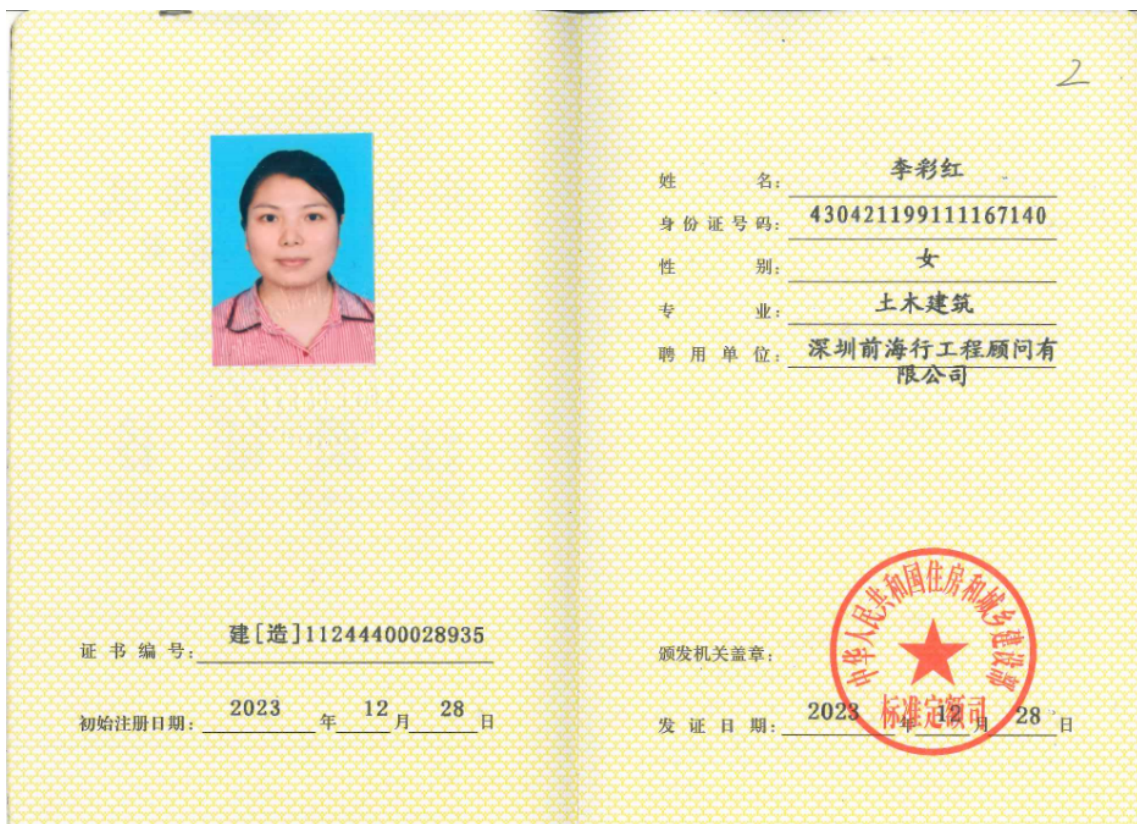 2
姓名:李彩红
身份证号码:430421199111167140
性别:女
专业:土木建筑
聘用单位:深圳前海行工程顾问有
限公司
证书编号:建[造]11244400028935
初始注册日期:2023年12月28日
颁发机关盖章:
中华人民共和国住房和城乡建设部
标准定额司
发证日期:2023年12月28日